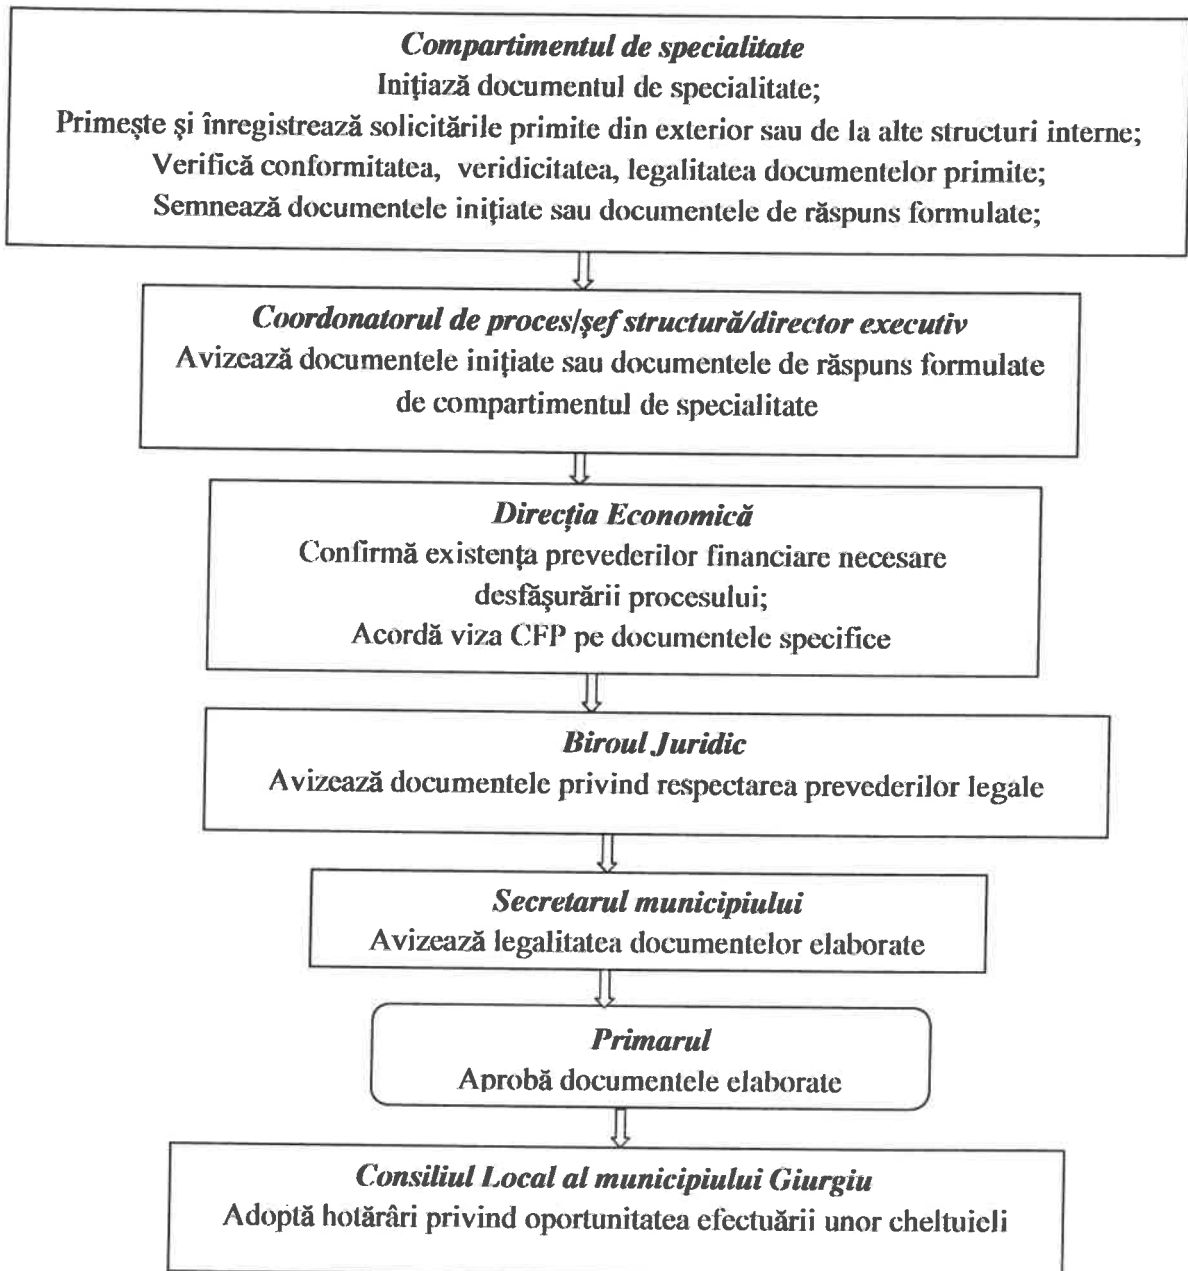 Compartimentul de specialitate
Iniţiază documentul de specialitate;
Primeşte şi înregistrează solicitările primite din exterior sau de la alte structuri interne;
Verifică conformitatea, veridicitatea, legalitatea documentelor primite;
Semnează documentele iniţiate sau documentele de răspuns formulate;
Coordonatorul de proces/şef structură/director executiv
Avizează documentele iniţiate sau documentele de răspuns formulate
de compartimentul de specialitate
Direcţia Economică
Confirmă existenţa prevederilor financiare necesare
desfăşurării procesului;
Acordă viza CFP pe documentele specifice
Biroul Juridic
Avizează documentele privind respectarea prevederilor legale
Secretarul municipiului
Avizează legalitatea documentelor elaborate
Primarul
Aprobă documentele elaborate
Consiliul Local al municipiului Giurgiu
Adoptă hotărâri privind oportunitatea efectuării unor cheltuieli